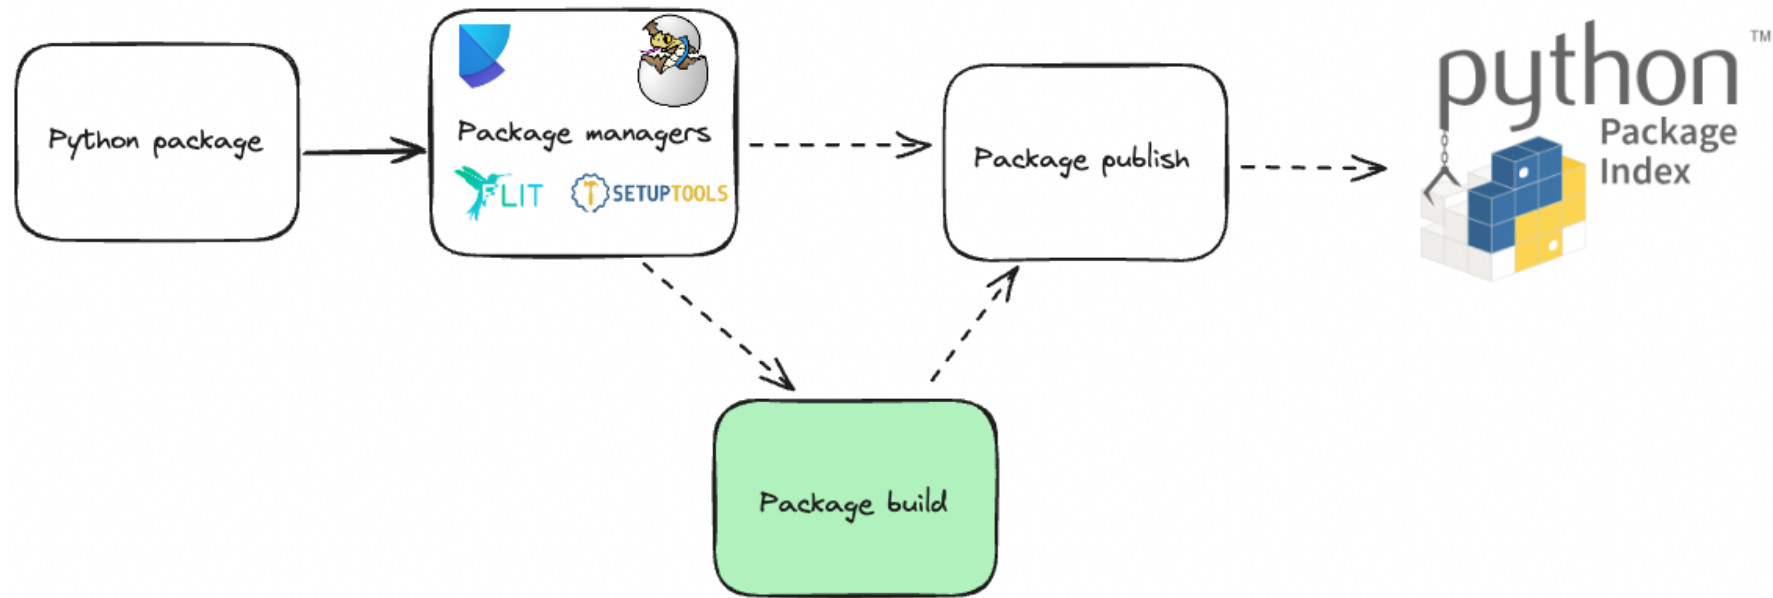 Python package
Package managers
FLIT
SETUPTOOLS
Package publish
python
TM
Package
Index
Package build